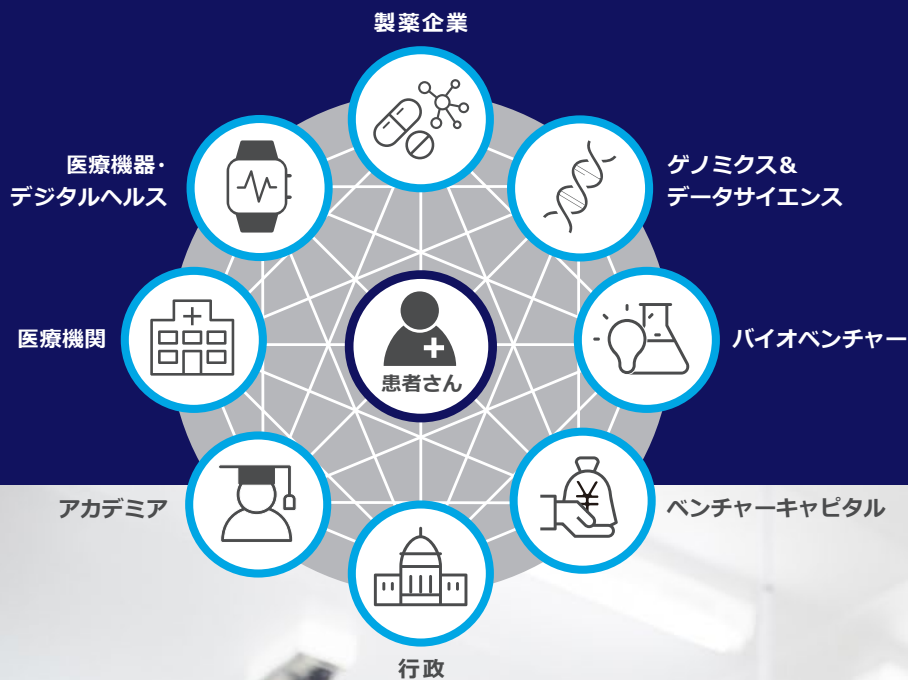 製薬企業
医療機器・
デジタルヘルス
ゲノミクス&
データサイエンス
医療機関
患者さん
バイオベンチャー
アカデミア
¥
ベンチャーキャピタル
行政